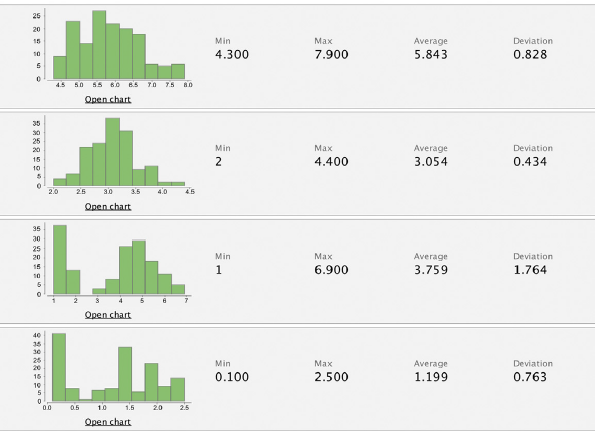 25
20
15
10
5
0
4.5 5.0 5.5 6.0 6.5 7.0 7.5 8.0
Open chart
Min Max Average Deviation
4.300 7.900 5.843 0.828
35
30
25
20
15
10
5
0
2.0 2.5 3.0 3.5 4.0 4.5
Open chart
Min Max Average Deviation
2 4.400 3.054 0.434
35
30
25
20
15
10
5
0
1 2 3 4 5 6 7
Open chart
Min Max Average Deviation
1 6.900 3.759 1.764
40
35
30
25
20
15
10
5
0
0.0 0.5 1.0 1.5 2.0 2.5
Open chart
Min Max Average Deviation
0.100 2.500 1.199 0.763